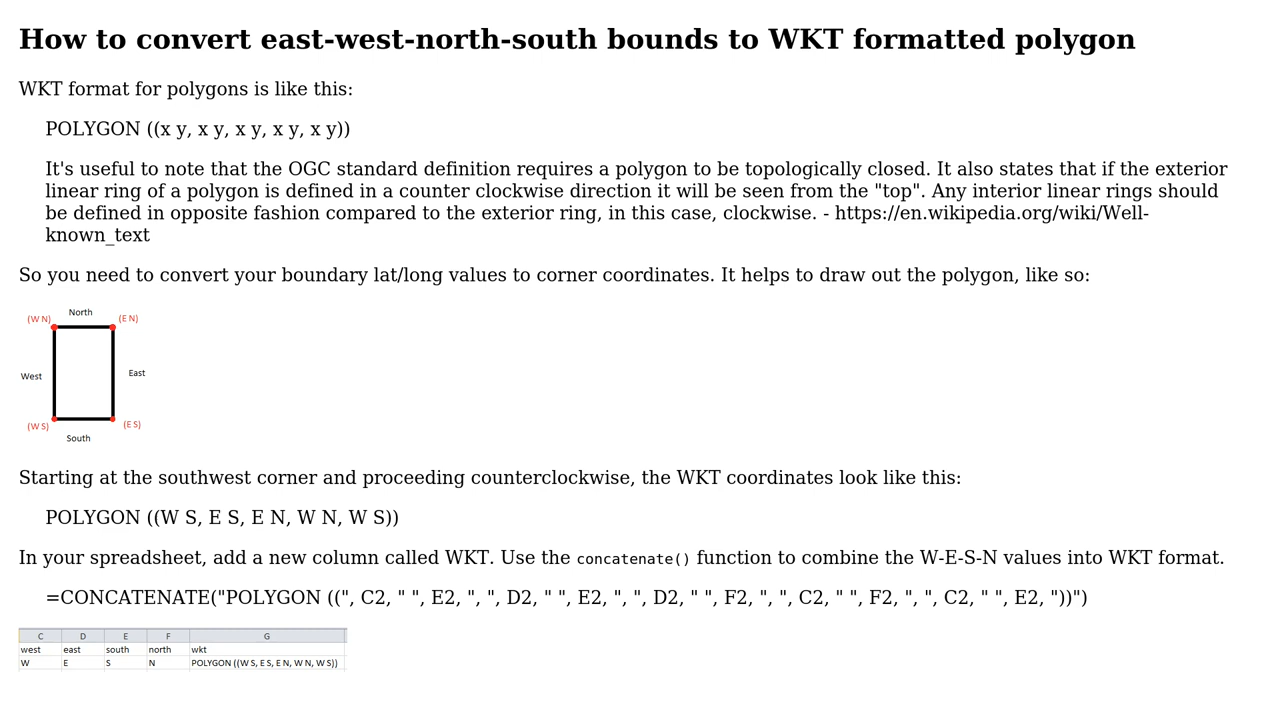 How to convert east-west-north-south bounds to WKT formatted polygon
WKT format for polygons is like this:
POLYGON ((x y, x y, x y, x y, x y))
It's useful to note that the OGC standard definition requires a polygon to be topologically closed. It also states that if the exterior
linear ring of a polygon is defined in a counter clockwise direction it will be seen from the "top". Any interior linear rings should
be defined in opposite fashion compared to the exterior ring, in this case, clockwise. - https://en.wikipedia.org/wiki/Well-
known_text
So you need to convert your boundary lat/long values to corner coordinates. It helps to draw out the polygon, like so:
North
(W N) (E N)
West East
(W S) (E S)
South
Starting at the southwest corner and proceeding counterclockwise, the WKT coordinates look like this:
POLYGON ((W S, E S, E N, W N, W S))
In your spreadsheet, add a new column called WKT. Use the concatenate() function to combine the W-E-S-N values into WKT format.
=CONCATENATE("POLYGON ((", C2, " ", E2, ", ", D2, " ", E2, ", ", D2, " ", F2, ", ", C2, " ", F2, ", ", C2, " ", E2, "))")
C D E F G
west east south north wkt
W E S N POLYGON ((W S, E S, E N, W N, W S))